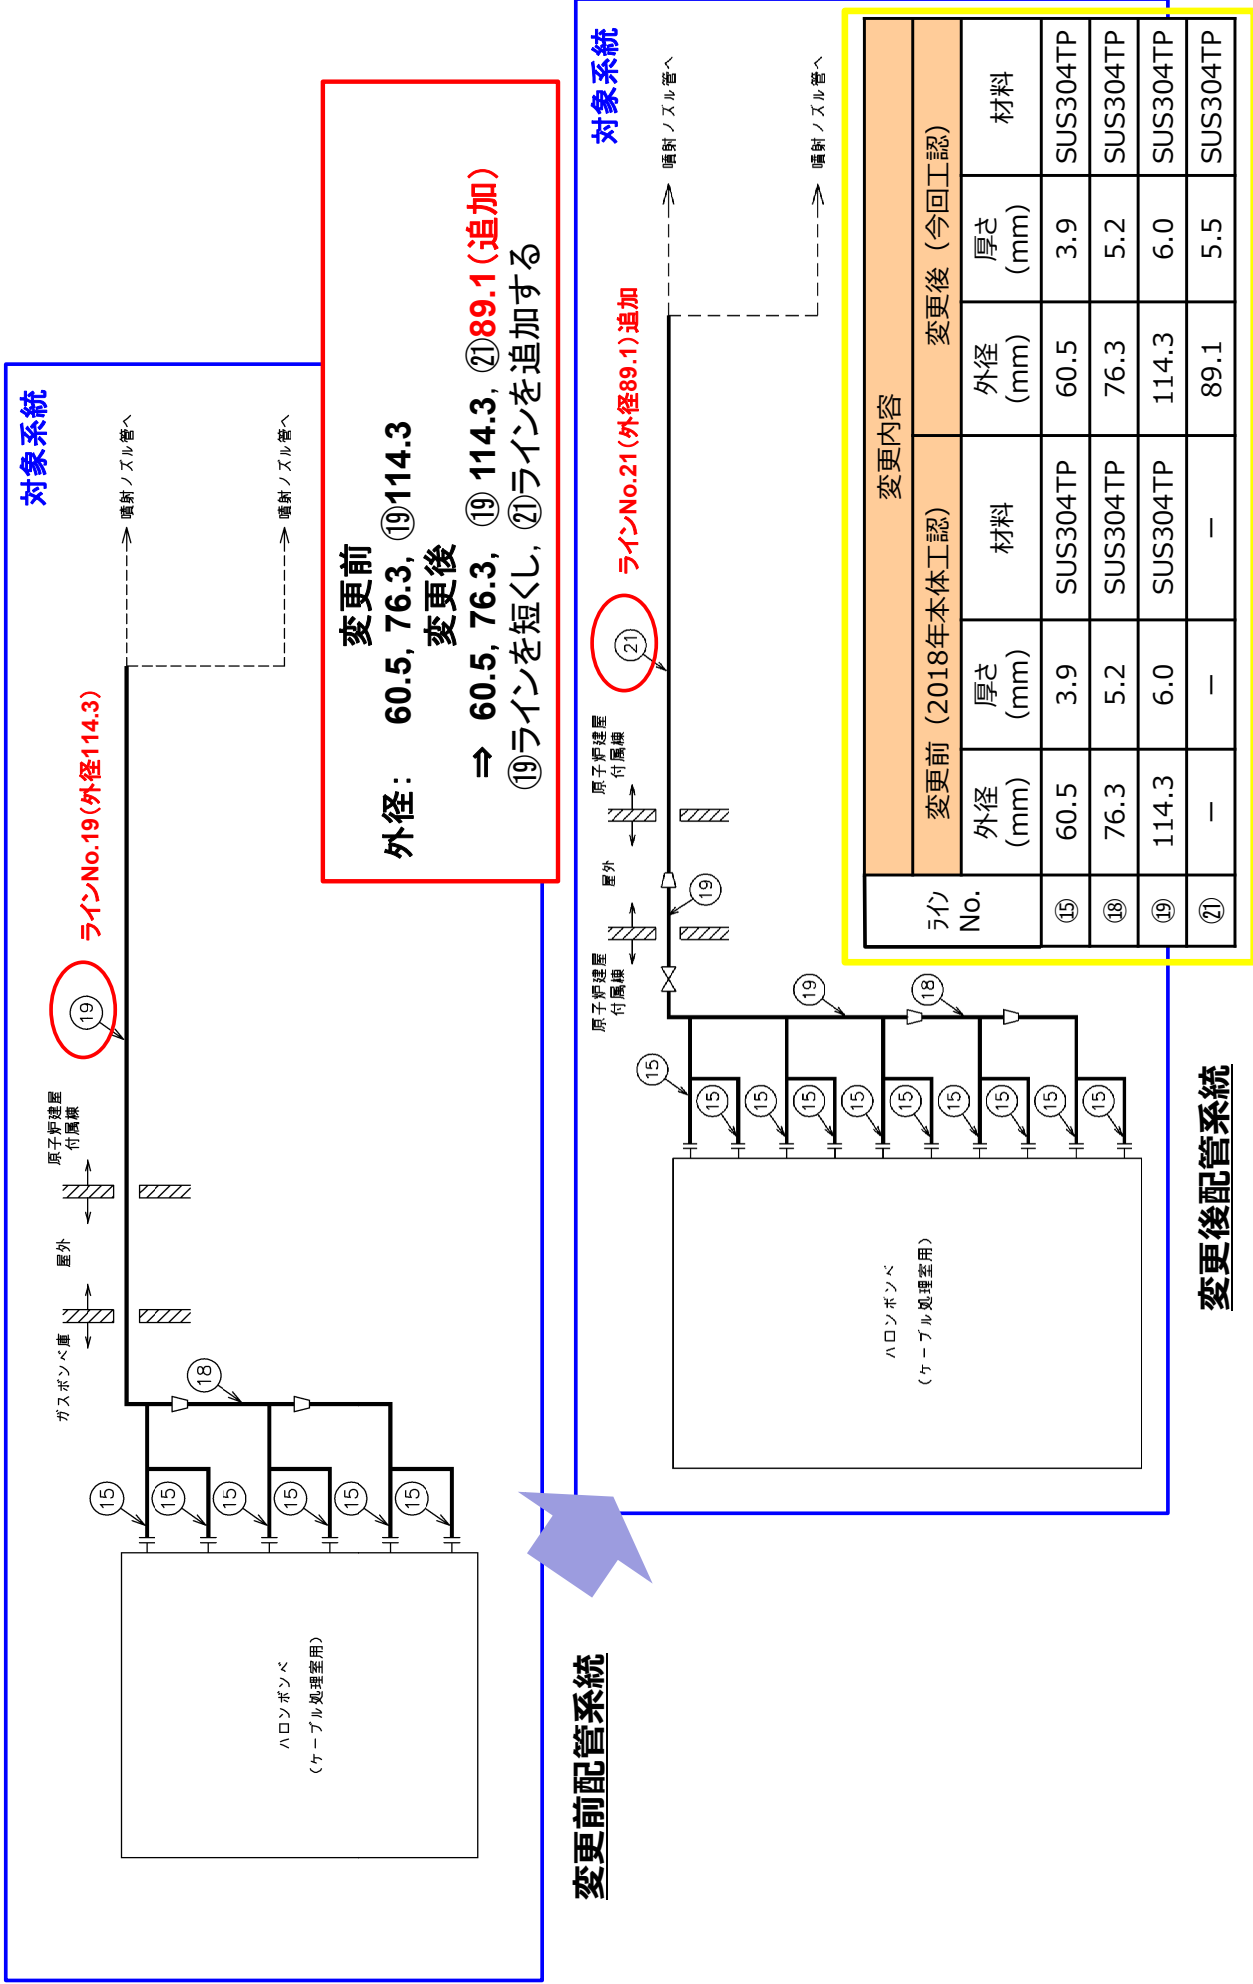 対象系統
ラインNo.19(外径114.3)
19
噴射ノズル管へ
噴射ノズル管へ
ガスボンベ庫
屋外
原子炉建屋
付属棟
18
15
15
15
15
15
15
ハロンボンベ
(ケーブル処理室用)
変更前配管系統
変更前
外径: 60.5, 76.3, ⑲114.3
変更後
⇒ 60.5, 76.3, ⑲ 114.3, ㉑89.1(追加)
⑲ラインを短くし, ㉑ラインを追加する
対象系統
ラインNo.21(外径89.1)追加
21
噴射ノズル管へ
噴射ノズル管へ
原子炉建屋
付属棟
屋外
原子炉建屋
付属棟
19
19
18
15
15
15
15
15
15
15
15
15
15
ハロンボンベ
(ケーブル処理室用)
変更後配管系統
ライン No. 変更内容
変更前(2018年本体工認) 変更後(今回工認)
外径(mm) 厚さ(mm) 材料 外径(mm) 厚さ(mm) 材料
⑮ 60.5 3.9 SUS304TP 60.5 3.9 SUS304TP
⑱ 76.3 5.2 SUS304TP 76.3 5.2 SUS304TP
⑲ 114.3 6.0 SUS304TP 114.3 6.0 SUS304TP
㉑ − − − 89.1 5.5 SUS304TP